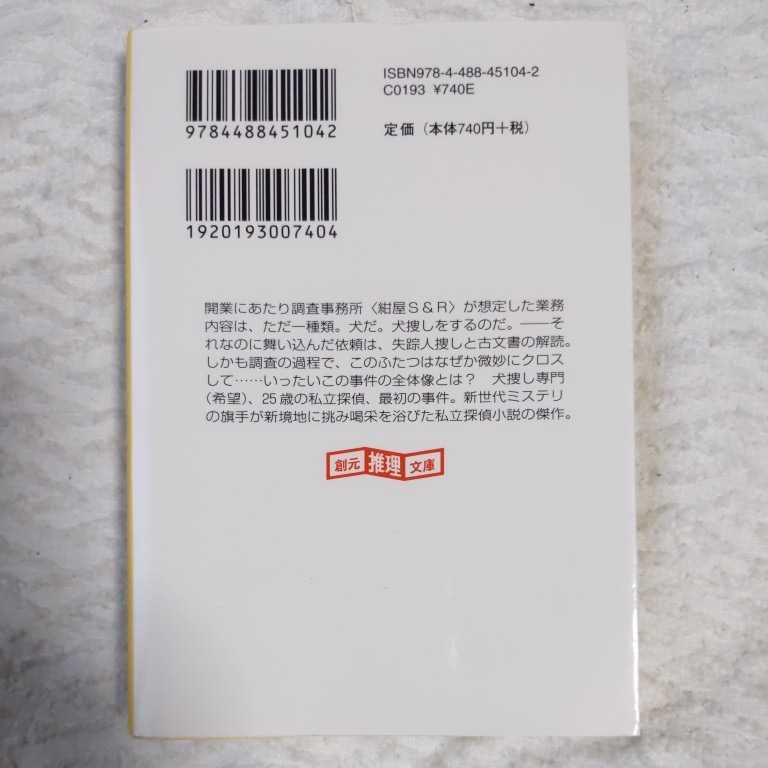 ISBN978-4-488-45104-2
C0193 ¥740E
9784488451042
定価(本体740円+税)
1920193007404
開業にあたり調査事務所〈紺屋S&R〉が想定した業務
内容は、ただ一種類。犬だ。犬捜しをするのだ。――そ
れなのに舞い込んだ依頼は、失踪人捜しと古文書の解読。
しかも調査の過程で、このふたつはなぜか微妙にクロス
して……いったいこの事件の全体像とは? 犬捜し専門
(希望)、25歳の私立探偵、最初の事件。新世代ミステリ
の旗手が新境地に挑み喝采を浴びた私立探偵小説の傑作。
創元推理文庫